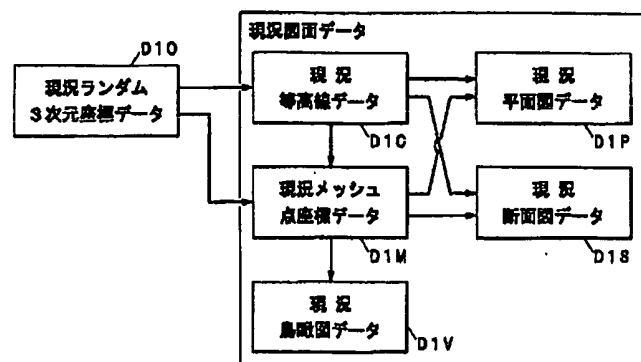 D1O
現況ランダム
3次元座標データ
現況図面データ
現 況
等高線データ
D1C
現 況
平面図データ
D1P
現況メッシュ
点座標データ
D1M
現 況
断面図データ
D1S
現 況
鳥瞰図データ
D1V